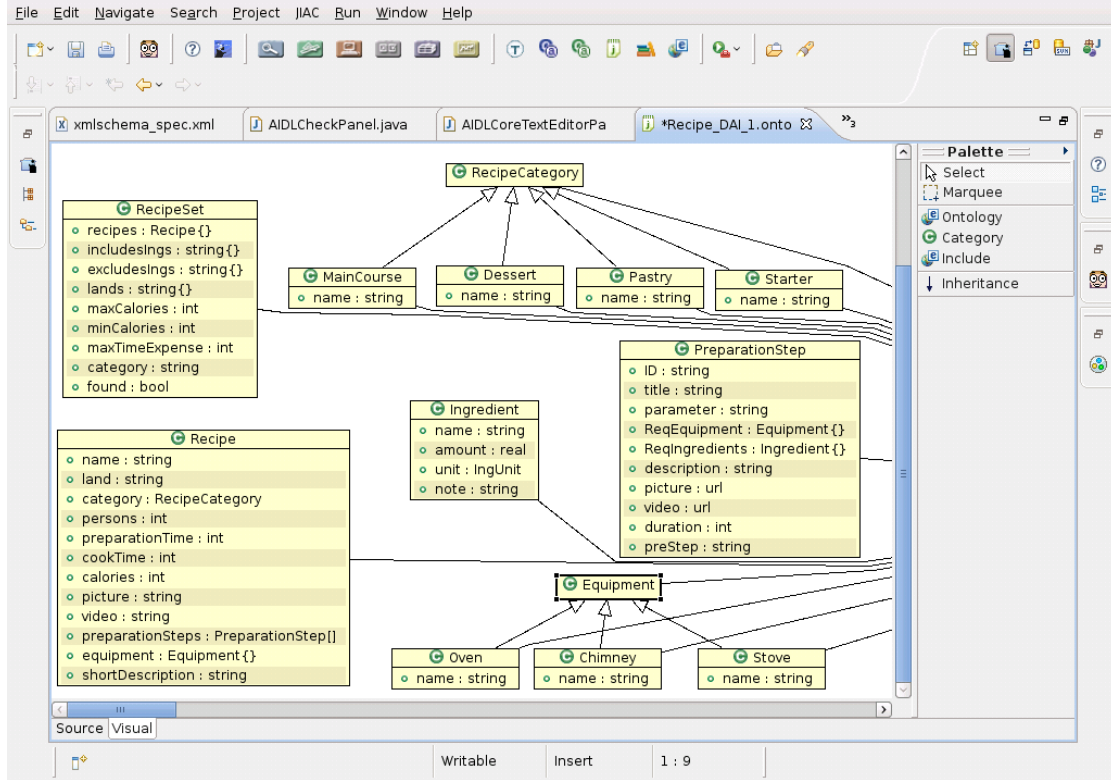 File Edit Navigate Search Project JIAC Run Window Help
xmlschema_spec.xml AIDLCheckPanel.java AIDLCoreTextEditorPa *Recipe_DAI_1.onto »3
RecipeCategory
RecipeSet
recipes : Recipe{}
includesIngs : string{}
excludesIngs : string{}
lands : string{}
maxCalories : int
minCalories : int
maxTimeExpense : int
category : string
found : bool
MainCourse
name : string
Dessert
name : string
Pastry
name : string
Starter
name : string
PreparationStep
ID : string
title : string
parameter : string
ReqEquipment : Equipment{}
ReqIngredients : Ingredient{}
description : string
picture : url
video : url
duration : int
preStep : string
Ingredient
name : string
amount : real
unit : IngUnit
note : string
Recipe
name : string
land : string
category : RecipeCategory
persons : int
preparationTime : int
cookTime : int
calories : int
picture : string
video : string
preparationSteps : PreparationStep[]
equipment : Equipment{}
shortDescription : string
Equipment
Oven
name : string
Chimney
name : string
Stove
name : string
Palette
Select
Marquee
Ontology
Category
Include
Inheritance
Source Visual
Writable Insert 1 : 9